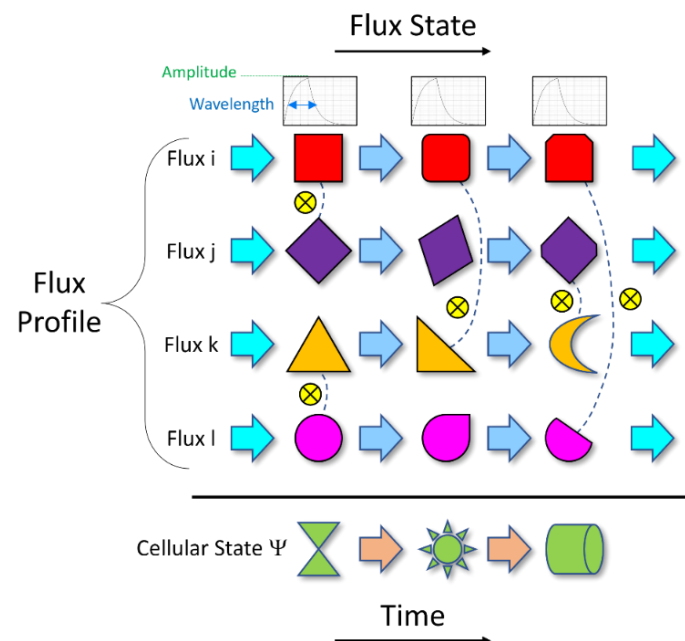 Flux State
Amplitude
Wavelength
Flux i
Flux j
Flux Profile
Flux k
Flux l
Cellular State Ψ
Time